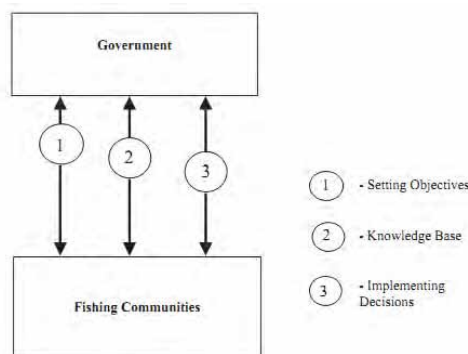 Government
1
2
3
1 - Setting Objectives
2 - Knowledge Base
3 - Implementing
Decisions
Fishing Communities